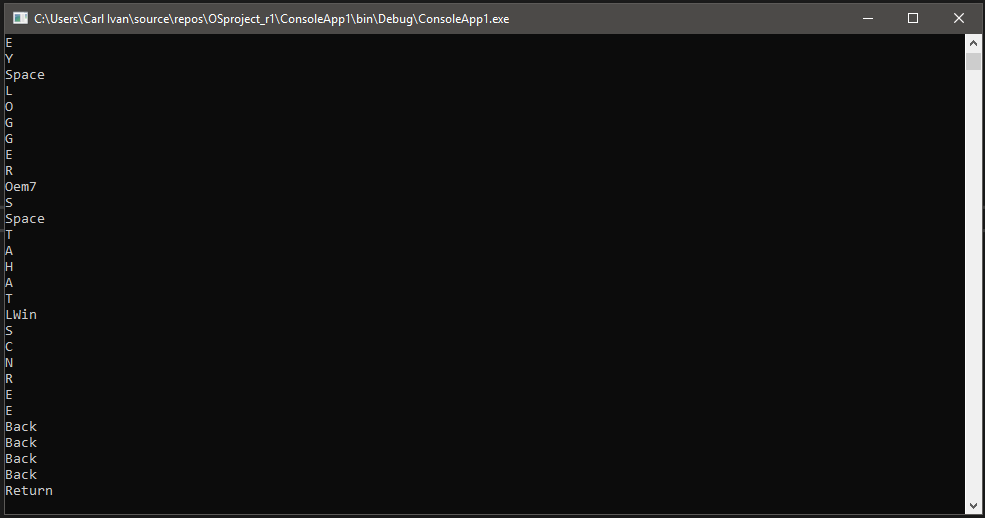 C:\Users\Carl Ivan\source\repos\OSproject_r1\ConsoleApp1\bin\Debug\ConsoleApp1.exe
E
Y
Space
L
O
G
G
E
R
Oem7
S
Space
T
A
H
A
T
LWin
S
C
N
R
E
E
Back
Back
Back
Back
Return